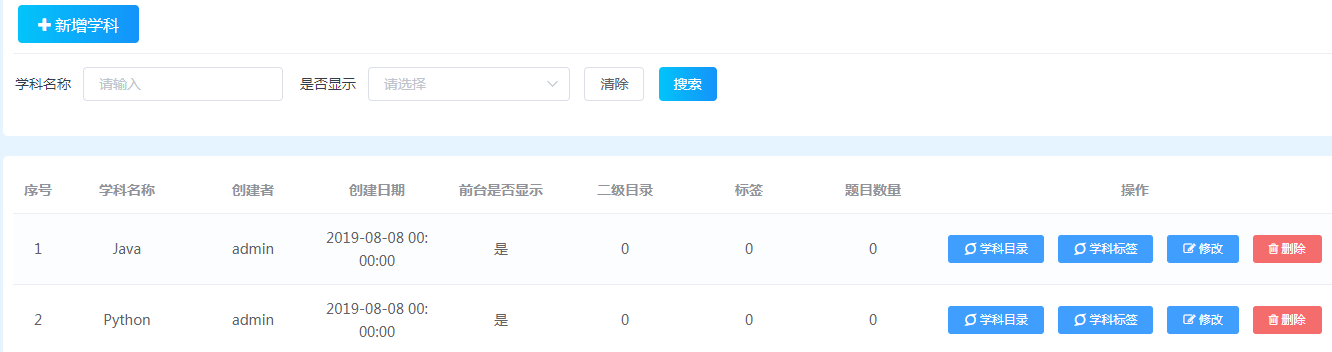 新增学科
学科名称 请输入 是否显示 请选择 清除 搜索
序号 学科名称 创建者 创建日期 前台是否显示 二级目录 标签 题目数量 操作
1 Java admin 2019-08-08 00:
00:00 是 0 0 0 学科目录 学科标签 修改 删除
2 Python admin 2019-08-08 00:
00:00 是 0 0 0 学科目录 学科标签 修改 删除